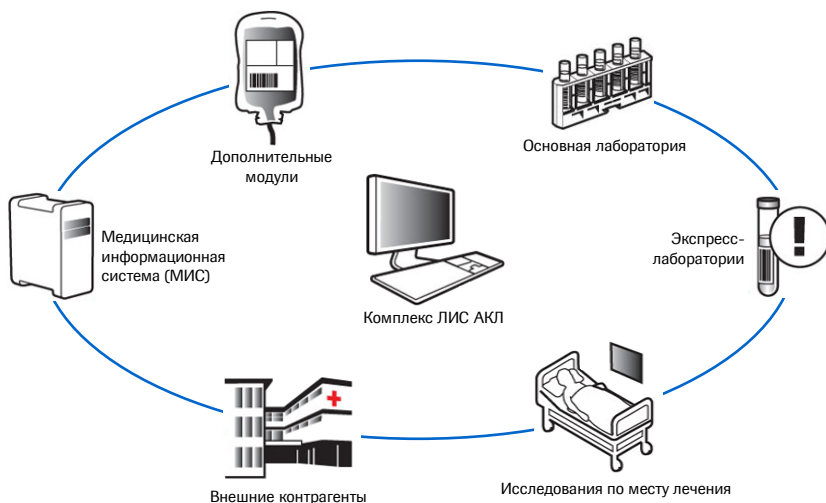 Дополнительные
модули
Основная лаборатория
Медицинская
информационная
система (МИС)
Экспресс-
лаборатории
Комплекс ЛИС АКЛ
Внешние контрагенты
Исследования по месту лечения